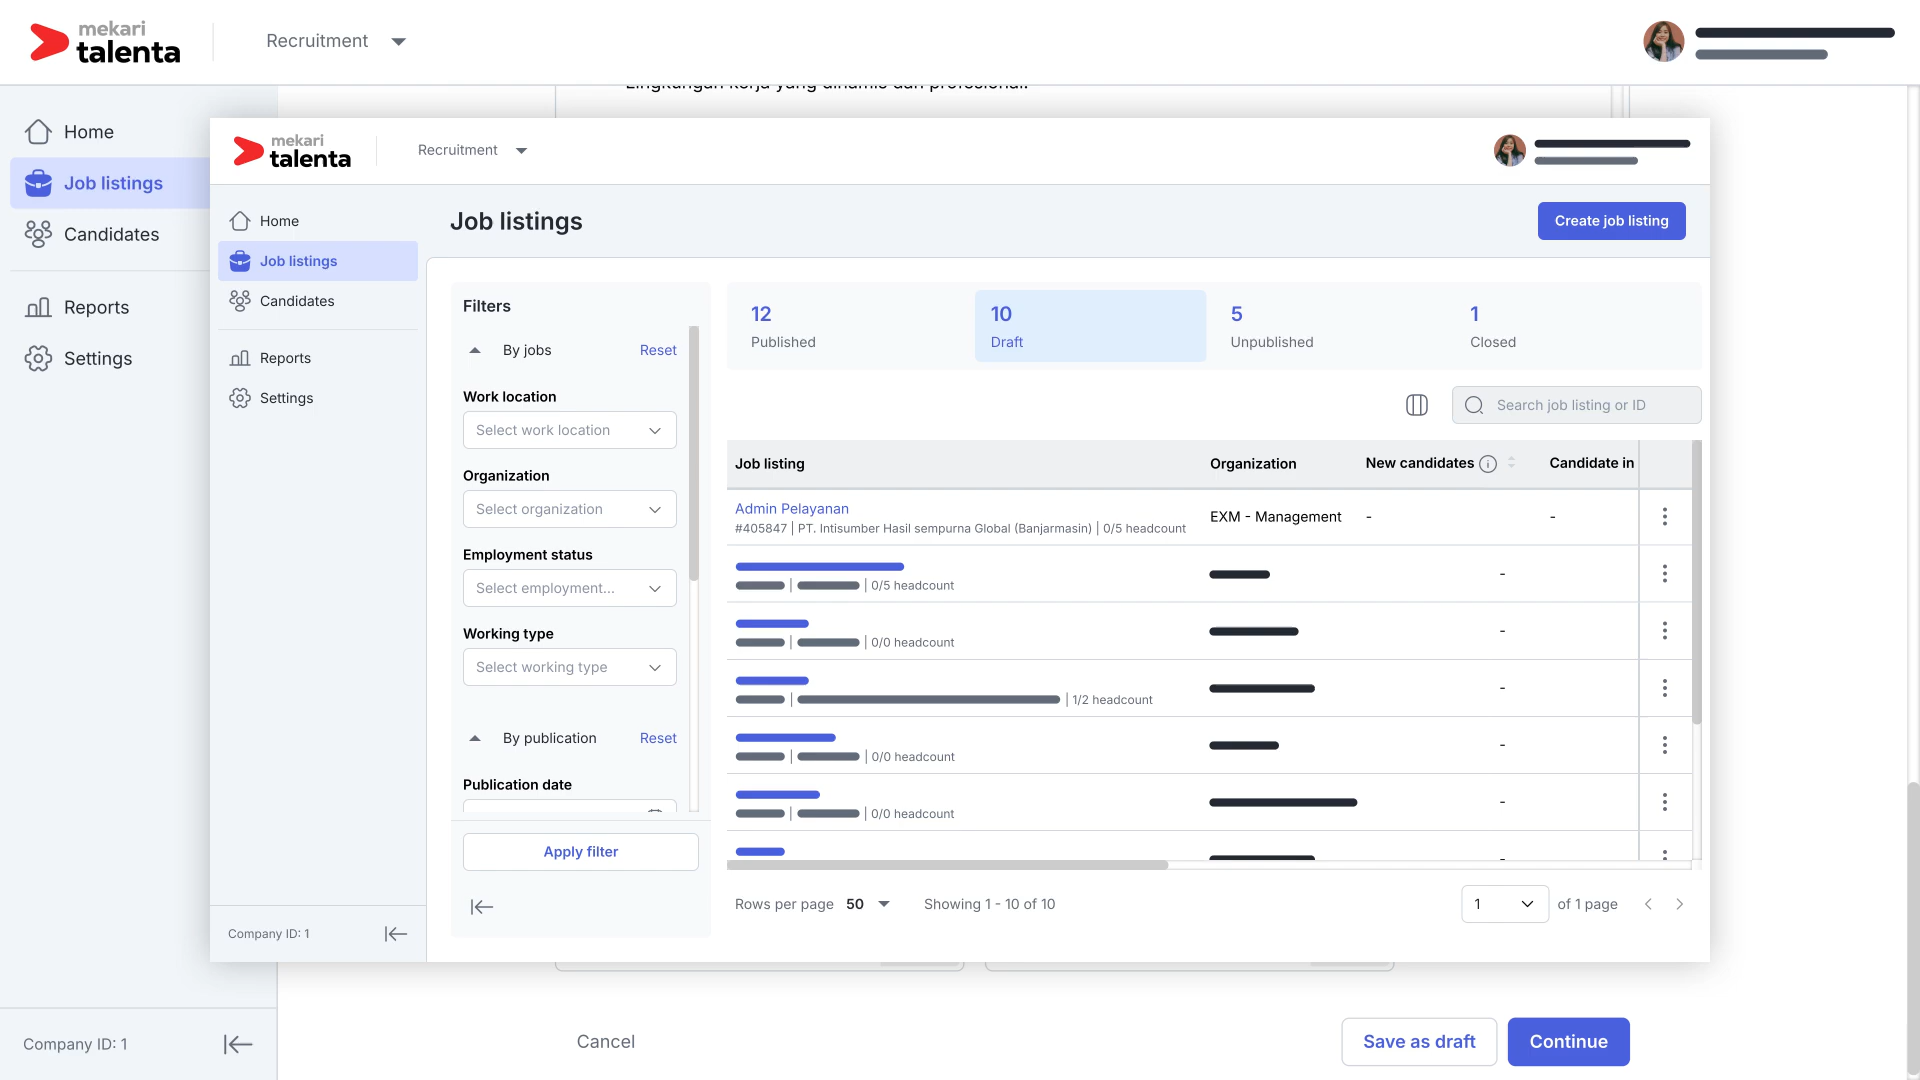 mekari
talenta
Recruitment
Home
Job listings
Candidates
Reports
Settings
Company ID: 1
Lingkungan kerja yang dinamis dan profesional.
mekari
talenta
Recruitment
Home
Job listings
Candidates
Reports
Settings
Company ID: 1
Job listings
Create job listing
Filters
By jobs Reset
Work location
Select work location
Organization
Select organization
Employment status
Select employment...
Working type
Select working type
By publication Reset
Publication date
Apply filter
12 10 5 1
Published Draft Unpublished Closed
Search job listing or ID
Job listing Organization New candidates Candidate in
Admin Pelayanan
#405847 | PT. Intisumber Hasil sempurna Global (Banjarmasin) | 0/5 headcount EXM - Management - -
| | 0/5 headcount -
| | 0/0 headcount -
| | 1/2 headcount -
| | 0/0 headcount -
| | 0/0 headcount -
Rows per page 50 Showing 1 - 10 of 10 1 of 1 page
Cancel Save as draft Continue